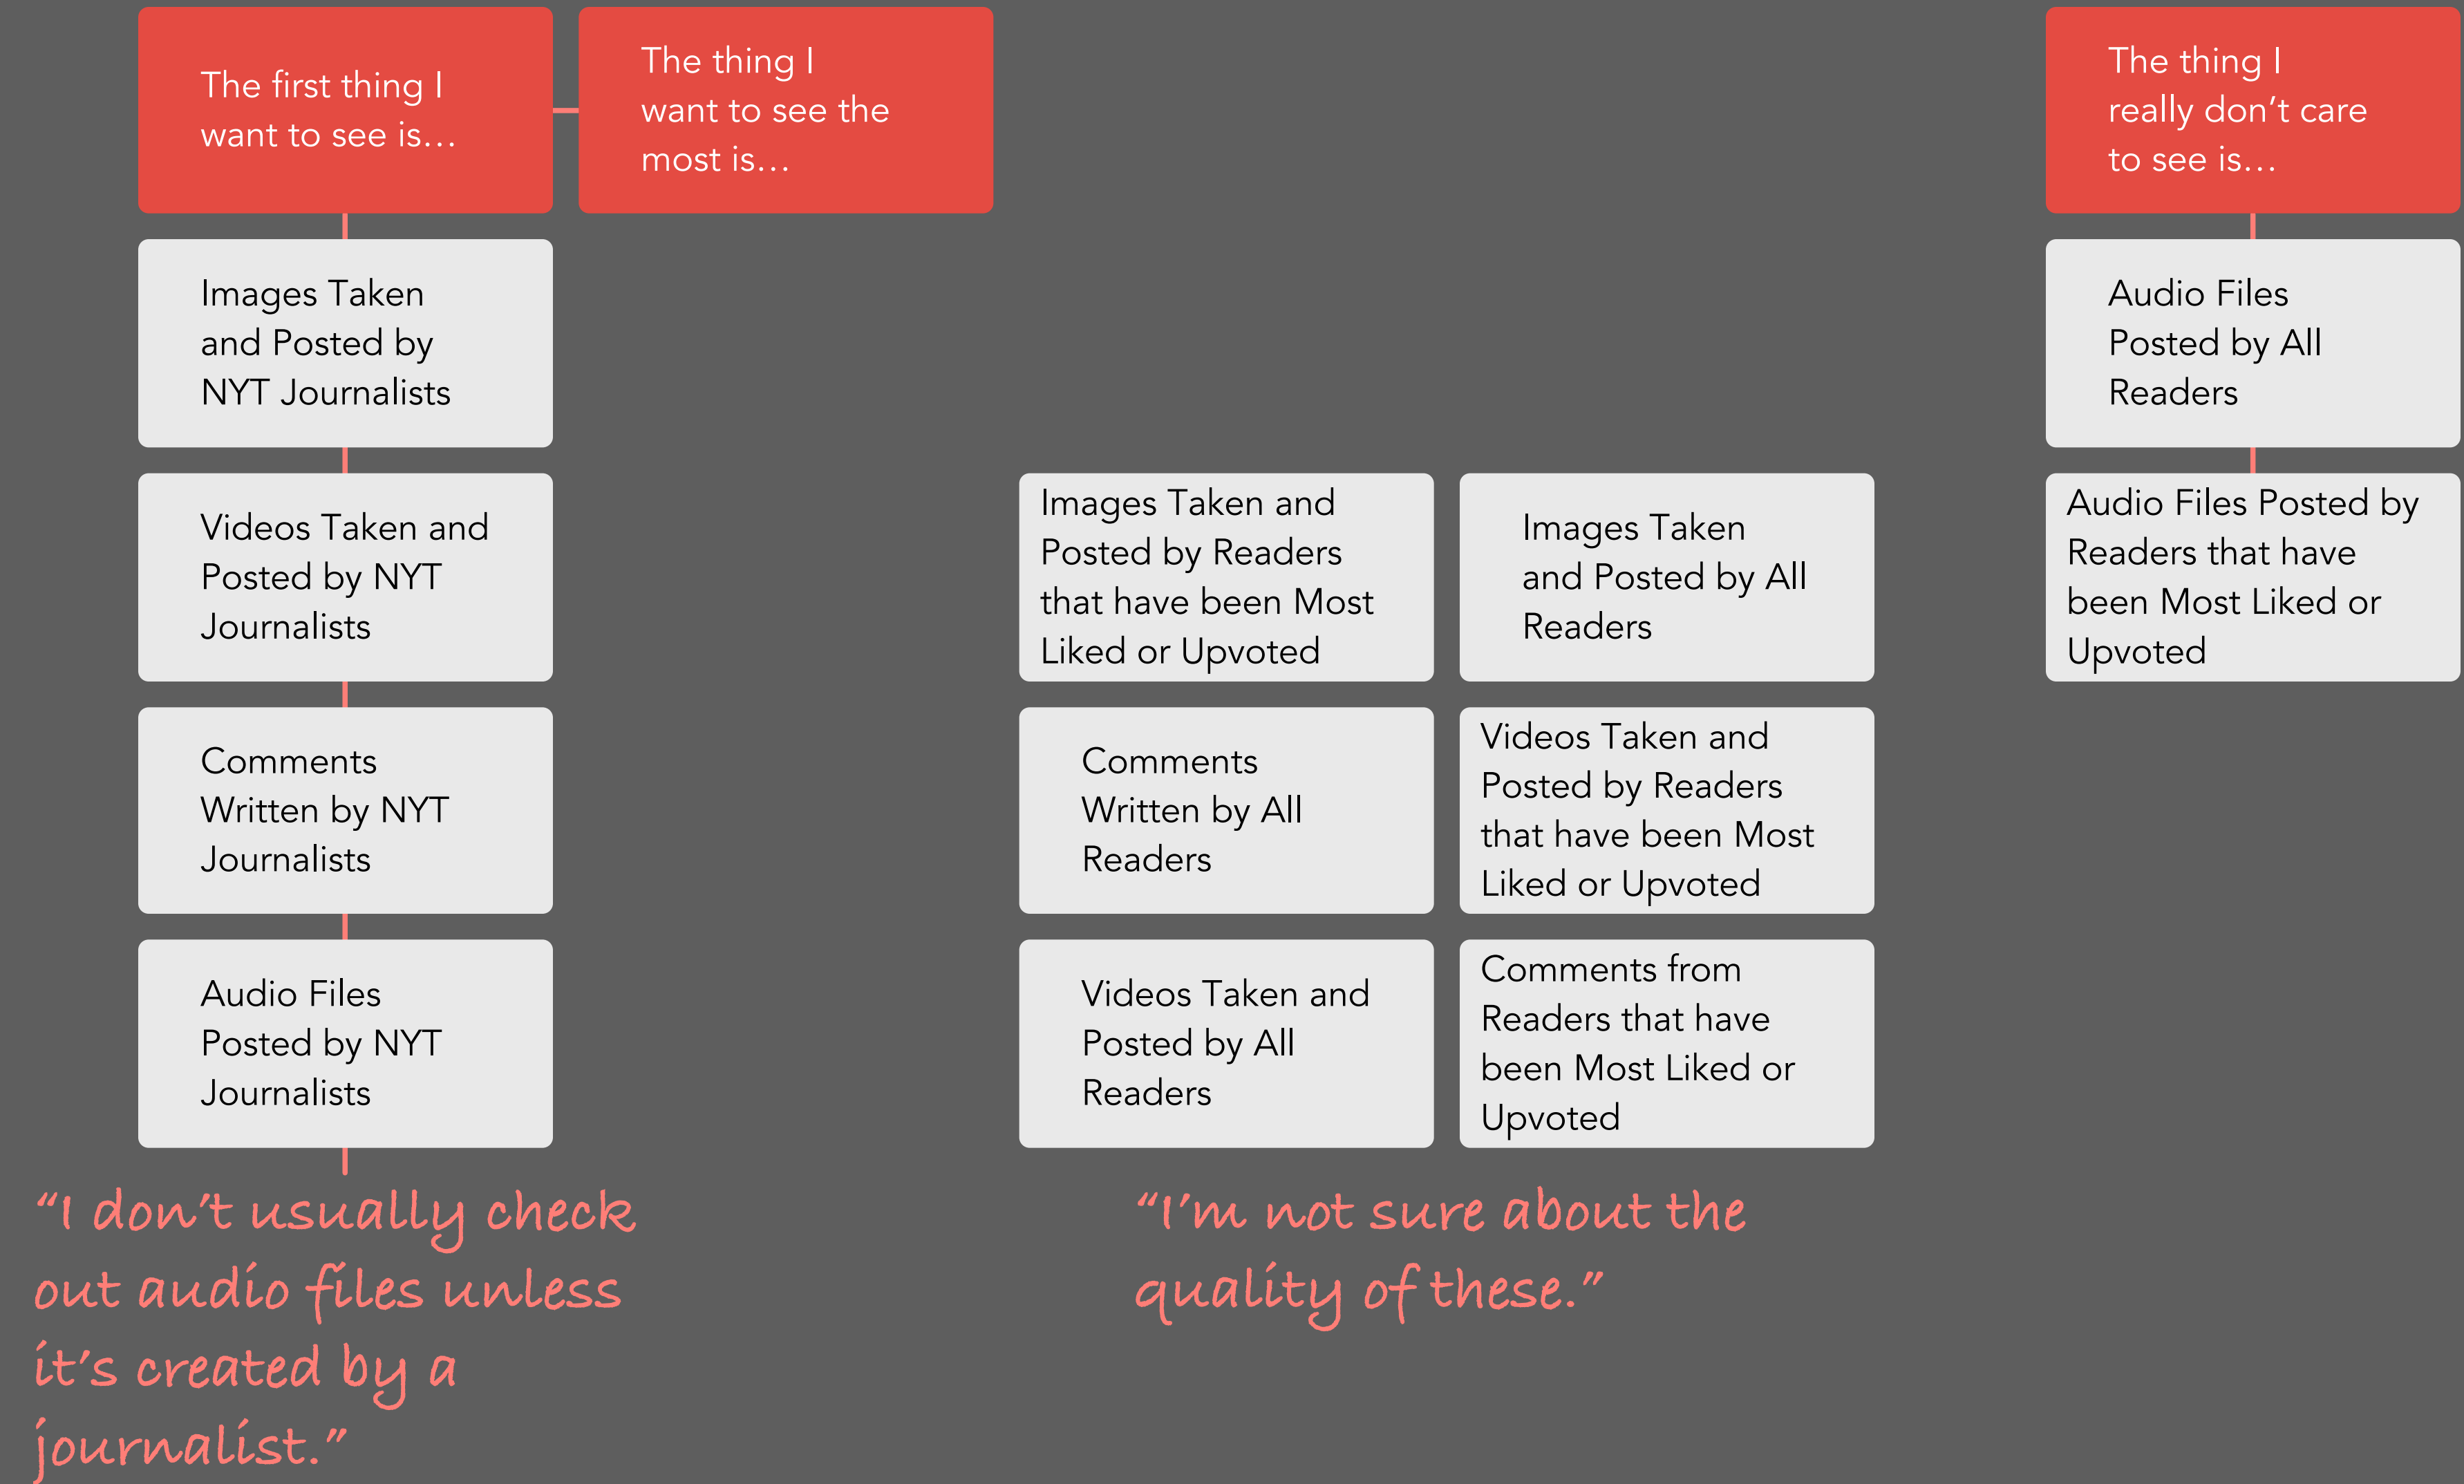 The first thing I
want to see is...
The thing I
want to see the
most is...
The thing I
really don't care
to see is...
Images Taken
and Posted by
NYT Journalists
Videos Taken and
Posted by NYT
Journalists
Comments
Written by NYT
Journalists
Audio Files
Posted by NYT
Journalists
"I don't usually check
out audio files unless
it's created by a
journalist."
Images Taken and
Posted by Readers
that have been Most
Liked or Upvoted
Images Taken
and Posted by All
Readers
Comments
Written by All
Readers
Videos Taken and
Posted by Readers
that have been Most
Liked or Upvoted
Videos Taken and
Posted by All
Readers
Comments from
Readers that have
been Most Liked or
Upvoted
"I'm not sure about the
quality of these."
Audio Files
Posted by All
Readers
Audio Files Posted by
Readers that have
been Most Liked or
Upvoted